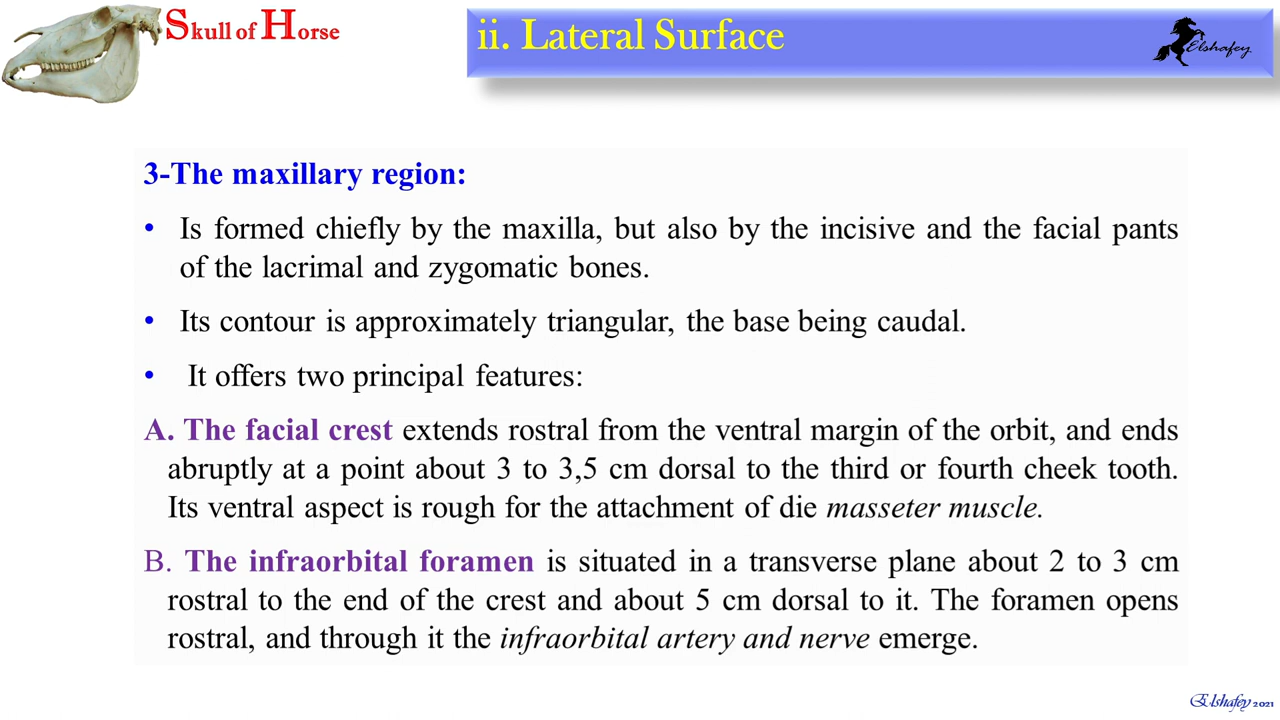 Skull of Horse
ii. Lateral Surface
Elshafey
3-The maxillary region:
• Is formed chiefly by the maxilla, but also by the incisive and the facial pants
of the lacrimal and zygomatic bones.
• Its contour is approximately triangular, the base being caudal.
• It offers two principal features:
A. The facial crest extends rostral from the ventral margin of the orbit, and ends
abruptly at a point about 3 to 3,5 cm dorsal to the third or fourth cheek tooth.
Its ventral aspect is rough for the attachment of die masseter muscle.
B. The infraorbital foramen is situated in a transverse plane about 2 to 3 cm
rostral to the end of the crest and about 5 cm dorsal to it. The foramen opens
rostral, and through it the infraorbital artery and nerve emerge.
Elshafey 2021